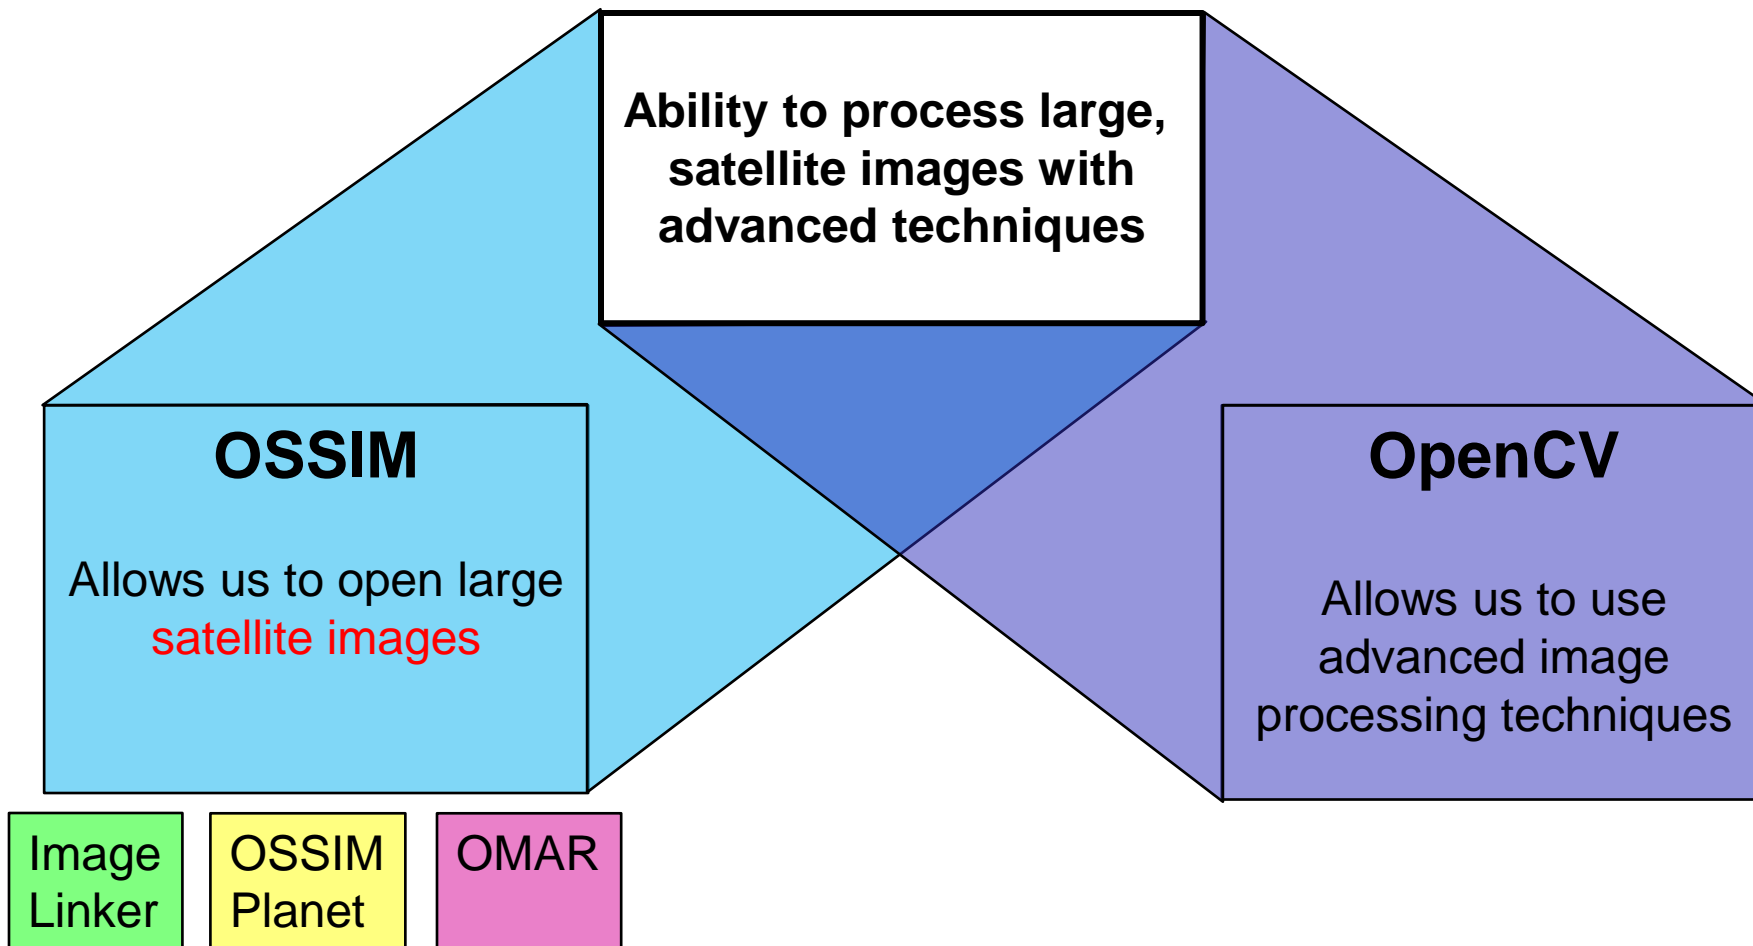 Ability to process large,
satellite images with
advanced techniques
OSSIM
Allows us to open large
satellite images
OpenCV
Allows us to use
advanced image
processing techniques
Image
Linker
OSSIM
Planet
OMAR